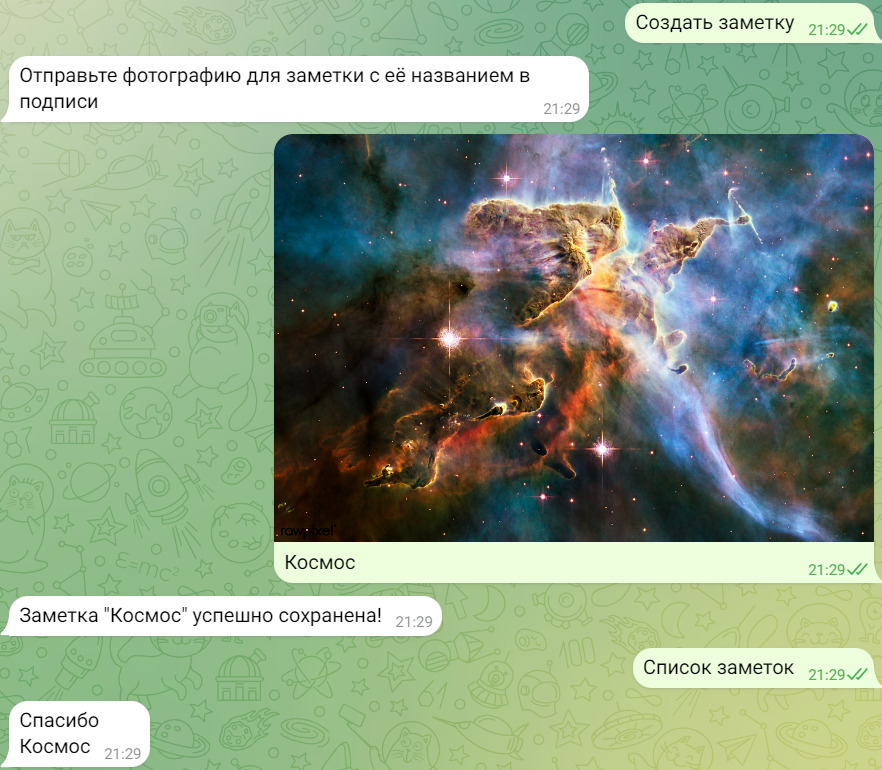 Создать заметку 21:29
Отправьте фотографию для заметки с её названием в
подписи 21:29
rawpixel
Космос 21:29
Заметка "Космос" успешно сохранена! 21:29
Список заметок 21:29
Спасибо
Космос 21:29
E=mc²